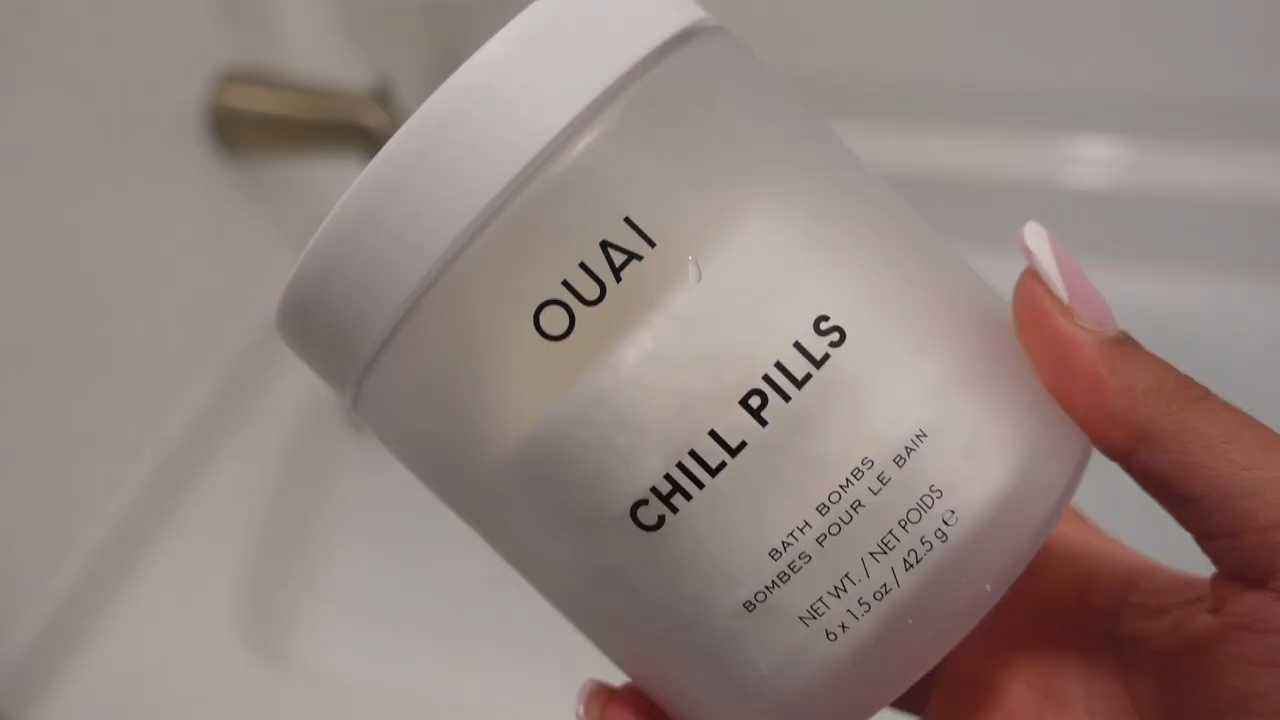 OUAI
CHILL PILLS
BATH BOMBS
BOMBES POUR LE BAIN
NET WT. / NET POIDS
6 x 1.5 oz / 42.5 g ℮